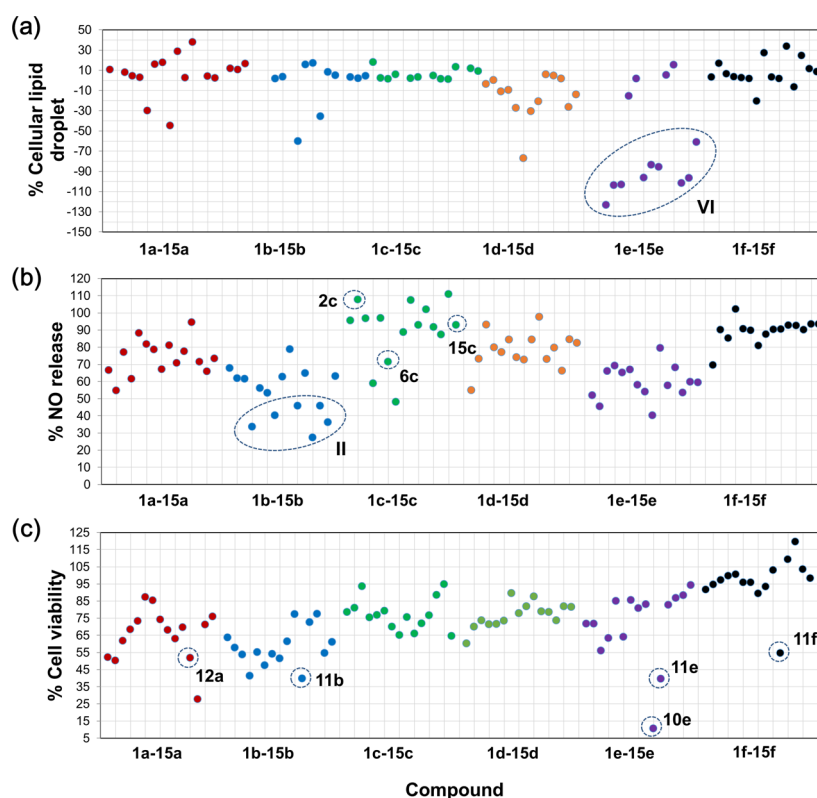 (a)
% Cellular lipid
droplet
50
30
10
-10
-30
-50
-70
-90
-110
-130
-150
VI
1a-15a 1b-15b 1c-15c 1d-15d 1e-15e 1f-15f
(b)
% NO release
120
110
100
90
80
70
60
50
40
30
20
10
0
2c
6c
15c
II
1a-15a 1b-15b 1c-15c 1d-15d 1e-15e 1f-15f
(c)
% Cell viability
125
115
105
95
85
75
65
55
45
35
25
15
5
12a
11b
11e
10e
11f
1a-15a 1b-15b 1c-15c 1d-15d 1e-15e 1f-15f
Compound